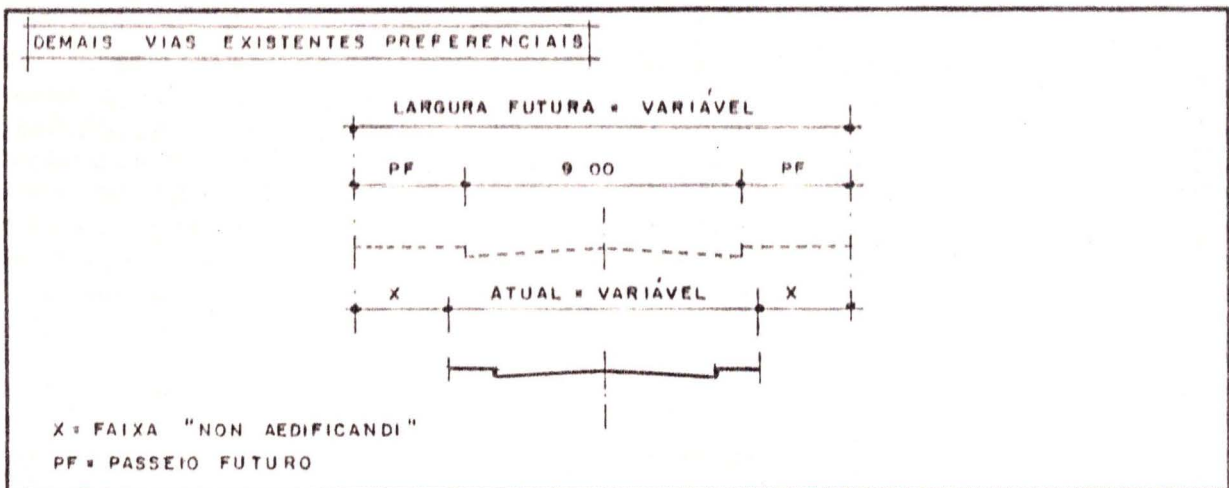 DEMAIS VIAS EXISTENTES PREFERENCIAIS
LARGURA FUTURA = VARIÁVEL
PF 9 00 PF
X ATUAL = VARIÁVEL X
X = FAIXA "NON AEDIFICANDI"
PF = PASSEIO FUTURO